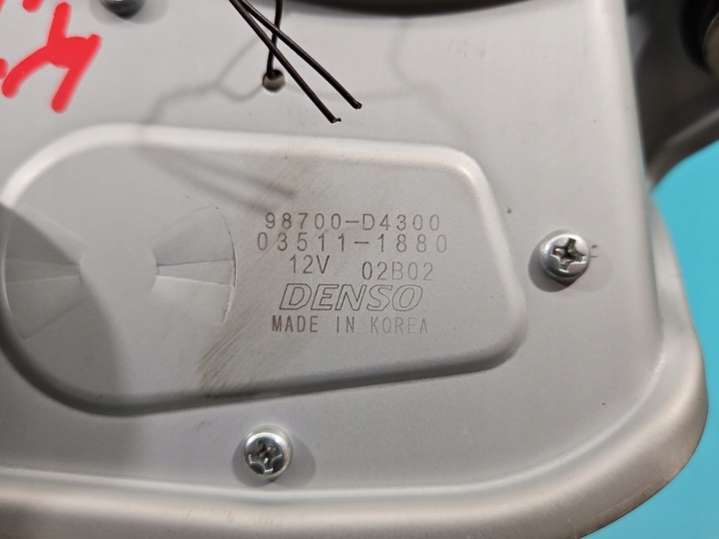 98700-D4300
03511-1880
12V 02B02
DENSO
MADE IN KOREA